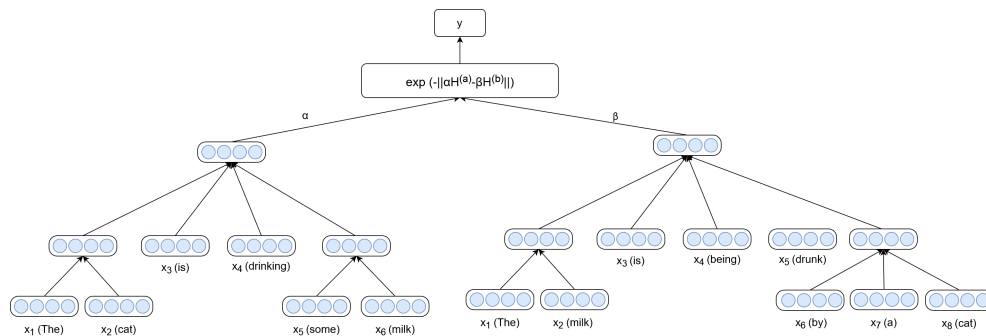 y
exp (-||αH(a)-βH(b)||)
α
β
x3 (is)
x4 (drinking)
x3 (is)
x4 (being)
x5 (drunk)
x1 (The)
x2 (cat)
x5 (some)
x6 (milk)
x1 (The)
x2 (milk)
x6 (by)
x7 (a)
x8 (cat)